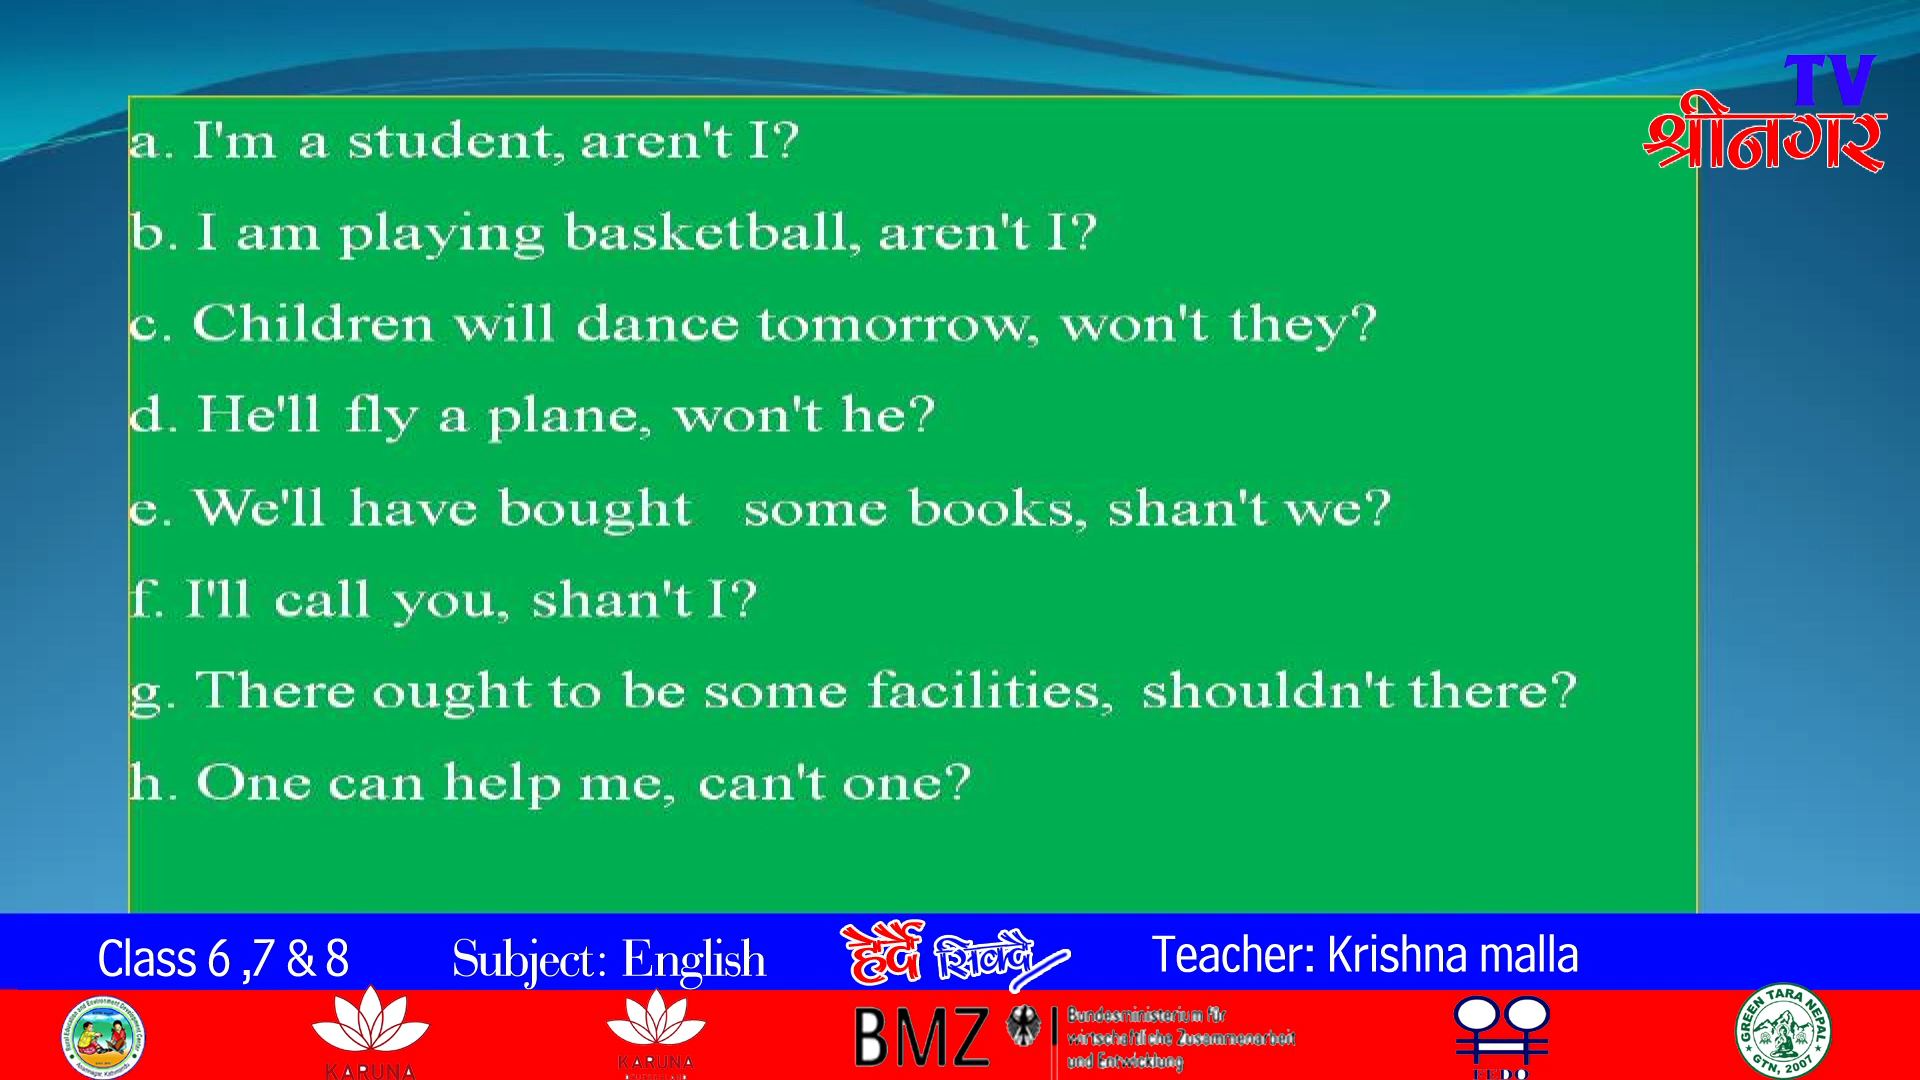 TV
श्रीनगर
a. I'm a student, aren't I?
b. I am playing basketball, aren't I?
c. Children will dance tomorrow, won't they?
d. He'll fly a plane, won't he?
e. We'll have bought some books, shan't we?
f. I'll call you, shan't I?
g. There ought to be some facilities, shouldn't there?
h. One can help me, can't one?
Class 6 ,7 & 8 Subject: English हेर्दै सिक्दै Teacher: Krishna malla
KARUNA
KARUNA
BMZ
Bundesministerium für
wirtschaftliche Zusammenarbeit
und Entwicklung
FEDO
GREEN TARA NEPAL
GTN, 2007